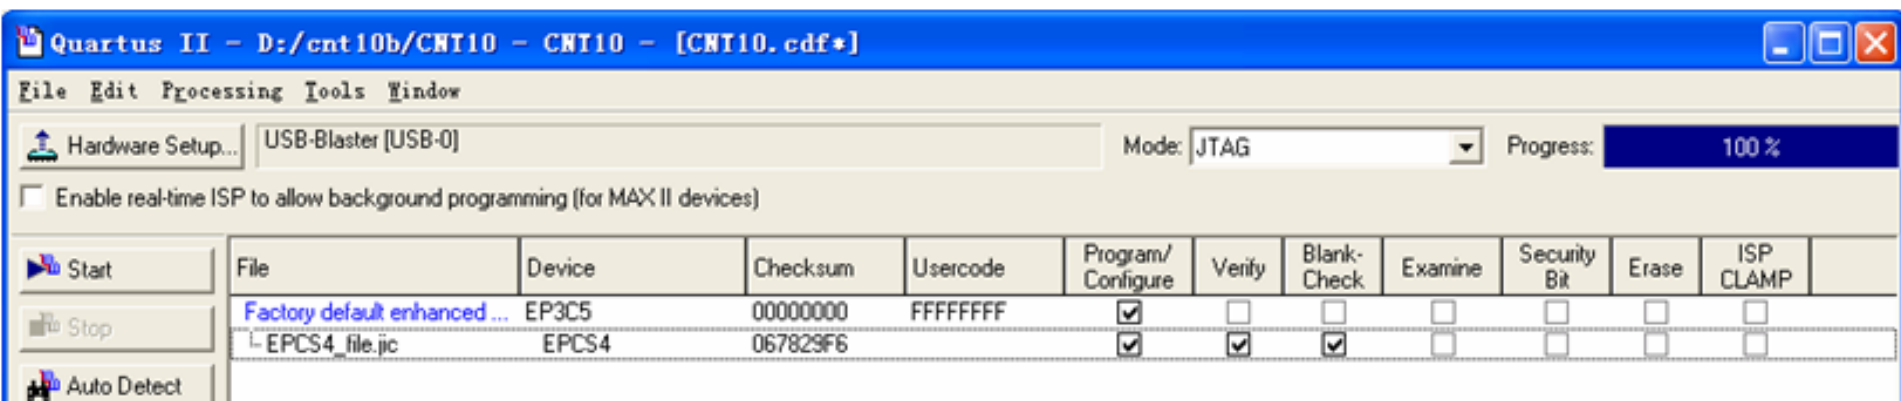 Quartus II - D:/cnt10b/CNT10 - CNT10 - [CNT10.cdf*]
File Edit Processing Tools Window
Hardware Setup... USB-Blaster [USB-0] Mode: JTAG Progress: 100 %
Enable real-time ISP to allow background programming (for MAX II devices)
Start File Device Checksum Usercode Program/ Configure Verify Blank- Check Examine Security Bit Erase ISP CLAMP
Factory default enhanced ... EP3C5 00000000 FFFFFFFF
Stop EPCS4_file.jic EPCS4 067829F6
Auto Detect